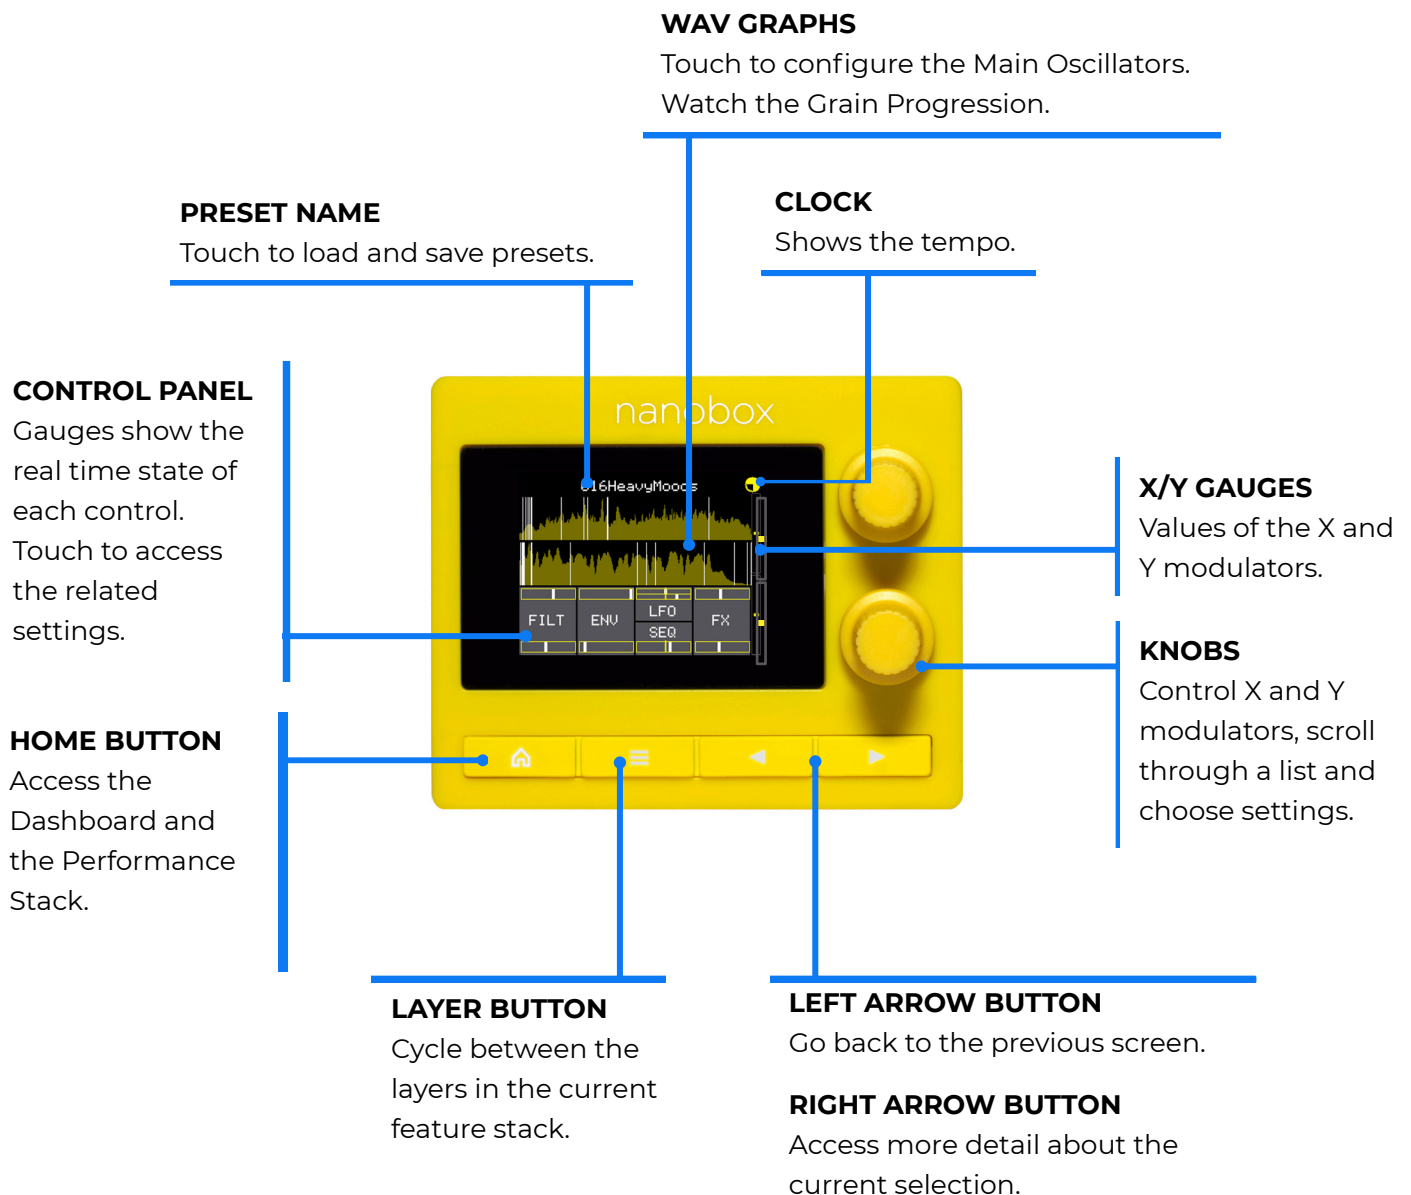 WAV GRAPHS
Touch to configure the Main Oscillators.
Watch the Grain Progression.
PRESET NAME
Touch to load and save presets.
CLOCK
Shows the tempo.
CONTROL PANEL
Gauges show the
real time state of
each control.
Touch to access
the related
settings.
nanobox
016HeavyMoods
FILT
ENV
LFO
SEQ
FX
X/Y GAUGES
Values of the X and
Y modulators.
KNOBS
Control X and Y
modulators, scroll
through a list and
choose settings.
HOME BUTTON
Access the
Dashboard and
the Performance
Stack.
LAYER BUTTON
Cycle between the
layers in the current
feature stack.
LEFT ARROW BUTTON
Go back to the previous screen.
RIGHT ARROW BUTTON
Access more detail about the
current selection.